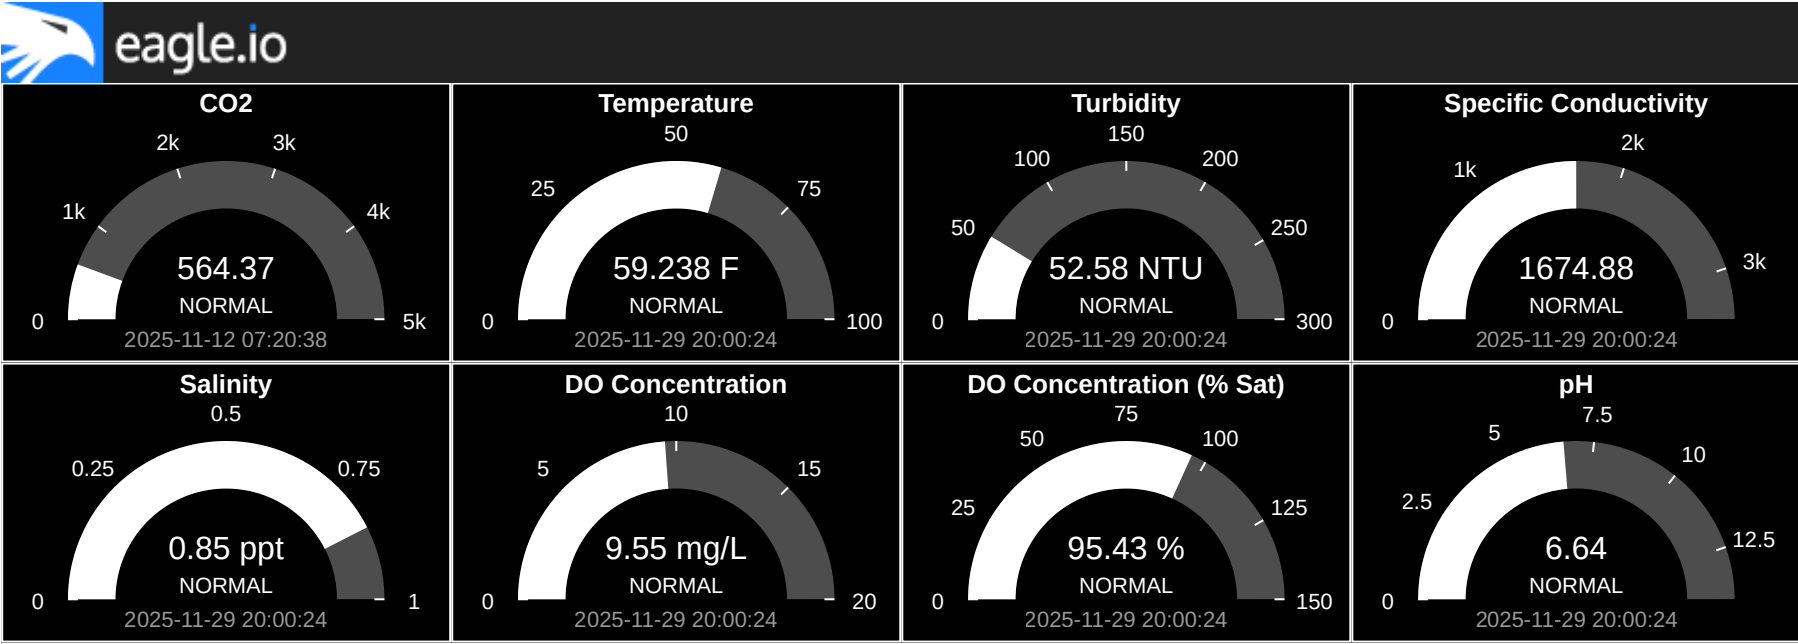 eagle.io
CO2
0
1k
2k
3k
4k
5k
564.37
NORMAL
2025-11-12 07:20:38
Temperature
0
25
50
75
100
59.238 F
NORMAL
2025-11-29 20:00:24
Turbidity
0
50
100
150
200
250
300
52.58 NTU
NORMAL
2025-11-29 20:00:24
Specific Conductivity
0
1k
2k
3k
1674.88
NORMAL
2025-11-29 20:00:24
Salinity
0
0.25
0.5
0.75
1
0.85 ppt
NORMAL
2025-11-29 20:00:24
DO Concentration
0
5
10
15
20
9.55 mg/L
NORMAL
2025-11-29 20:00:24
DO Concentration (% Sat)
0
25
50
75
100
125
150
95.43 %
NORMAL
2025-11-29 20:00:24
pH
0
2.5
5
7.5
10
12.5
6.64
NORMAL
2025-11-29 20:00:24